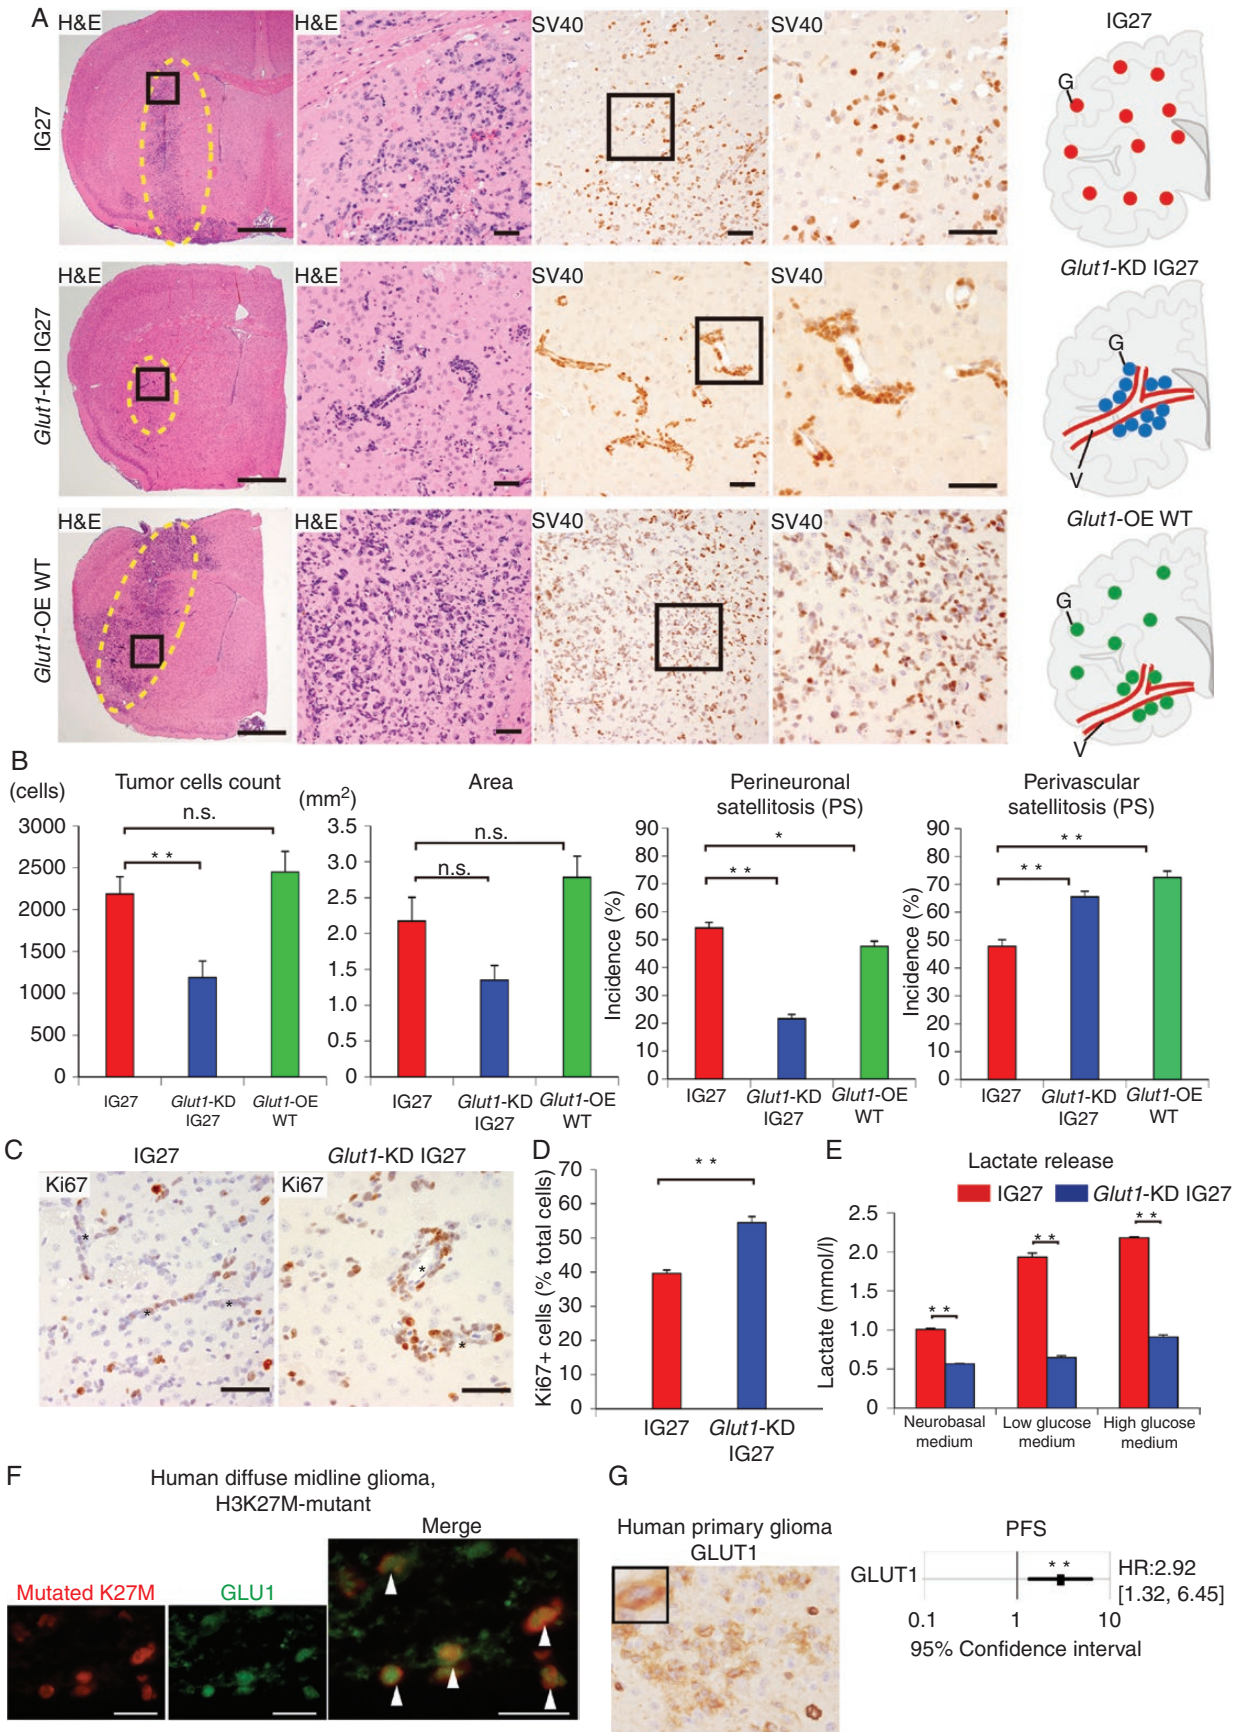 A
H&E
H&E
SV40
SV40
IG27
IG27
G
H&E
H&E
SV40
SV40
Glut1-KD IG27
Glut1-KD IG27
G
V
H&E
H&E
SV40
SV40
Glut1-OE WT
Glut1-OE WT
G
V
B
(cells)
Tumor cells count
n.s.
* *
3000
2500
2000
1500
1000
500
0
IG27
Glut1-KD
IG27
Glut1-OE
WT
(mm2)
Area
n.s.
n.s.
3.5
3.0
2.5
2.0
1.5
1.0
0.5
0
IG27
Glut1-KD
IG27
Glut1-OE
WT
Perineuronal
satellitosis (PS)
Incidence (%)
*
* *
90
80
70
60
50
40
30
20
10
0
IG27
Glut1-KD
IG27
Glut1-OE
WT
Perivascular
satellitosis (PS)
Incidence (%)
* *
* *
90
80
70
60
50
40
30
20
10
0
IG27
Glut1-KD
IG27
Glut1-OE
WT
C
IG27
Glut1-KD IG27
Ki67
Ki67
*
*
*
*
*
D
Ki67+ cells (% total cells)
* *
70
60
50
40
30
20
10
0
IG27
Glut1-KD
IG27
E
Lactate release
IG27
Glut1-KD IG27
Lactate (mmol/l)
2.5
2.0
1.5
1.0
0.5
0
* *
* *
* *
Neurobasal
medium
Low glucose
medium
High glucose
medium
F
Human diffuse midline glioma,
H3K27M-mutant
Mutated K27M
GLU1
Merge
G
Human primary glioma
GLUT1
PFS
GLUT1
* *
HR:2.92
[1.32, 6.45]
0.1
1
10
95% Confidence interval